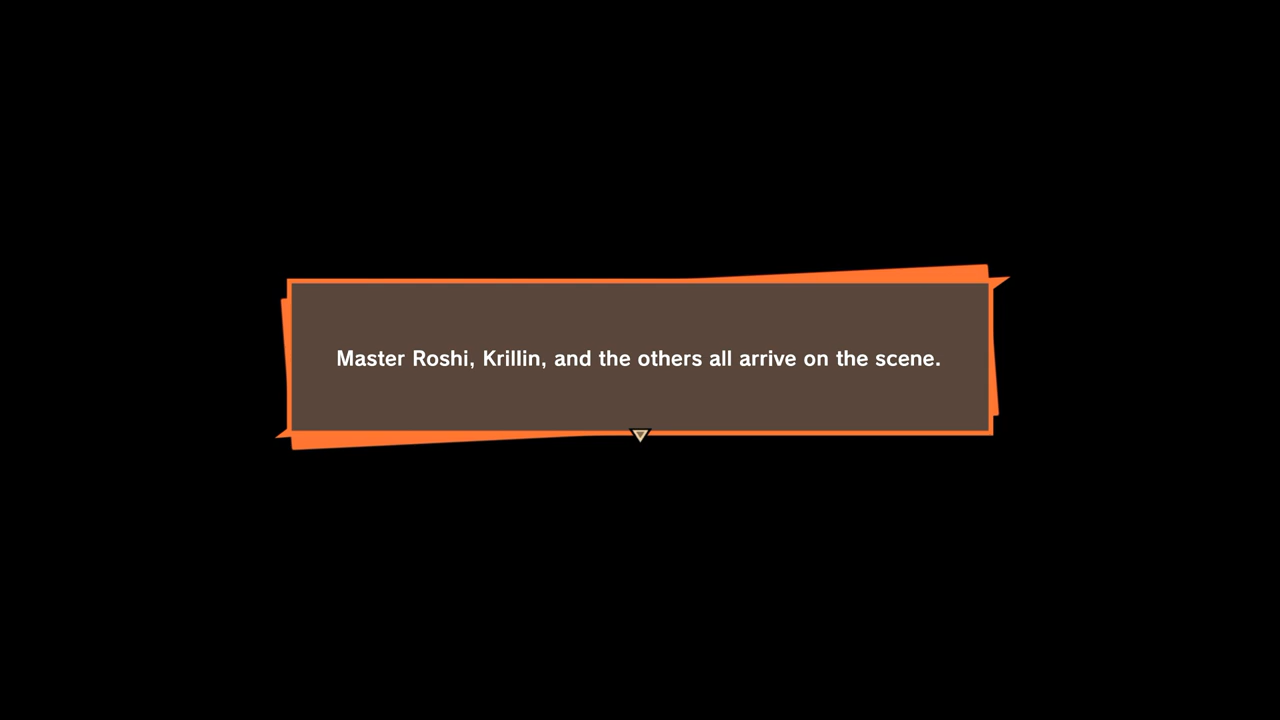 Master Roshi, Krillin, and the others all arrive on the scene.